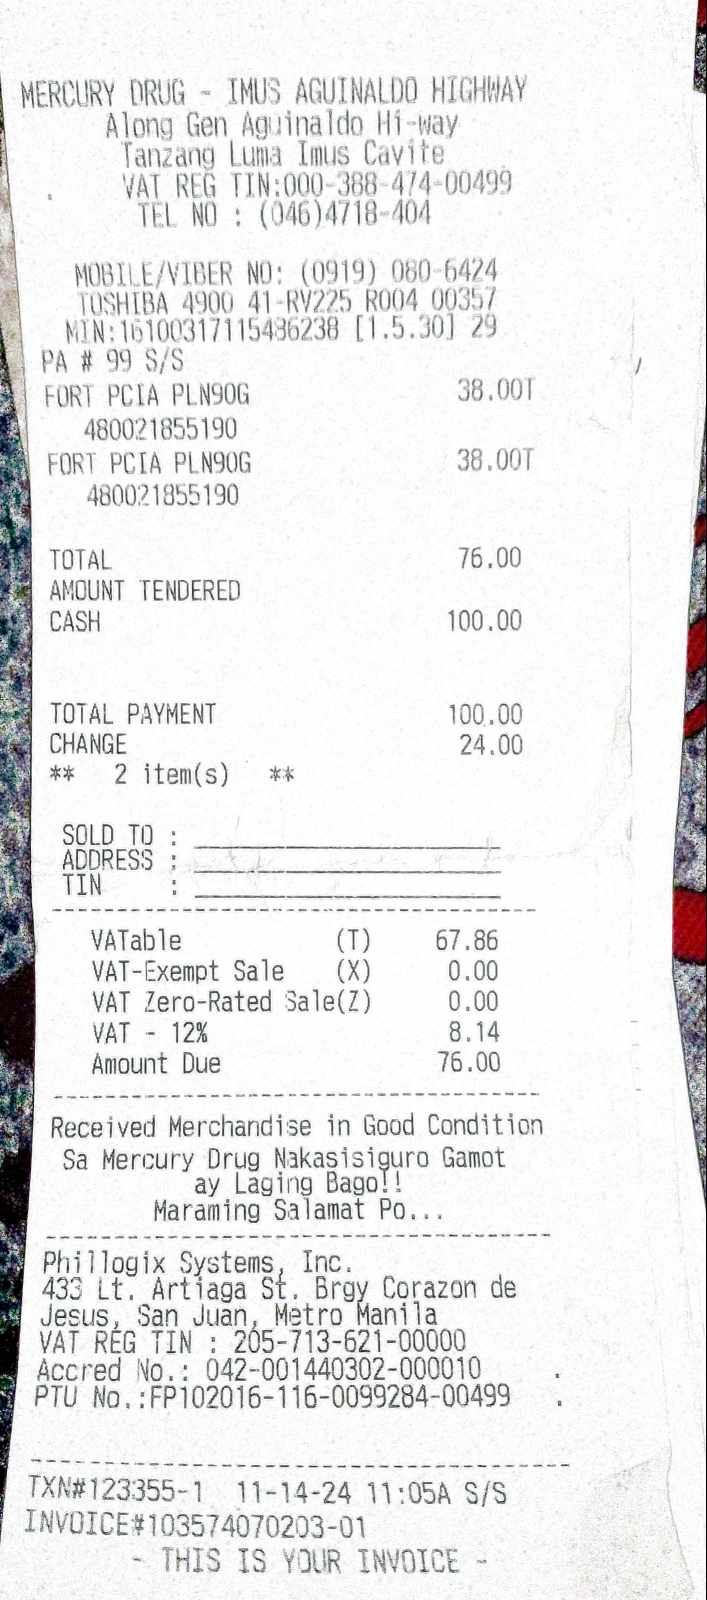 MERCURY DRUG - IMUS AGUINALDO HIGHWAY
Along Gen Aguinaldo Hi-way
Tanzang Luma Imus Cavite
VAT REG TIN:000-388-474-00499
TEL NO : (046)4718-404
MOBILE/VIBER NO: (0919) 080-6424
TOSHIBA 4900 41-RV225 R004 00357
MIN:16100317115436238 [1.5.30] 29
PA # 99 S/S
FORT PCIA PLN90G 38.00T
480021855190
FORT PCIA PLN90G 38.00T
480021855190
TOTAL 76.00
AMOUNT TENDERED
CASH 100.00
TOTAL PAYMENT 100.00
CHANGE 24.00
** 2 item(s) **
SOLD TO :
ADDRESS :
TIN :
VATable (T) 67.86
VAT-Exempt Sale (X) 0.00
VAT Zero-Rated Sale(Z) 0.00
VAT - 12% 8.14
Amount Due 76.00
Received Merchandise in Good Condition
Sa Mercury Drug Nakasisiguro Gamot
ay Laging Bago!!
Maraming Salamat Po...
Phillogix Systems, Inc.
433 Lt. Artiaga St. Brgy Corazon de
Jesus, San Juan, Metro Manila
VAT REG TIN : 205-713-621-00000
Accred No.: 042-001440302-000010
PTU No.:FP102016-116-0099284-00499
TXN#123355-1 11-14-24 11:05A S/S
INVOICE#103574070203-01
- THIS IS YOUR INVOICE -